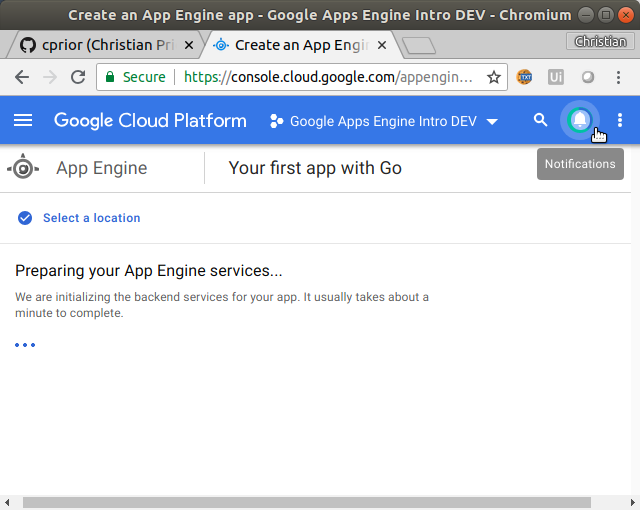 Create an App Engine app - Google Apps Engine Intro DEV - Chromium
cprior (Christian Pri
Create an App Engin
Christian
Secure
https://console.cloud.google.com/appengin...
TXT
Ui
Google Cloud Platform
Google Apps Engine Intro DEV
Notifications
App Engine
Your first app with Go
Select a location
Preparing your App Engine services...
We are initializing the backend services for your app. It usually takes about a
minute to complete.